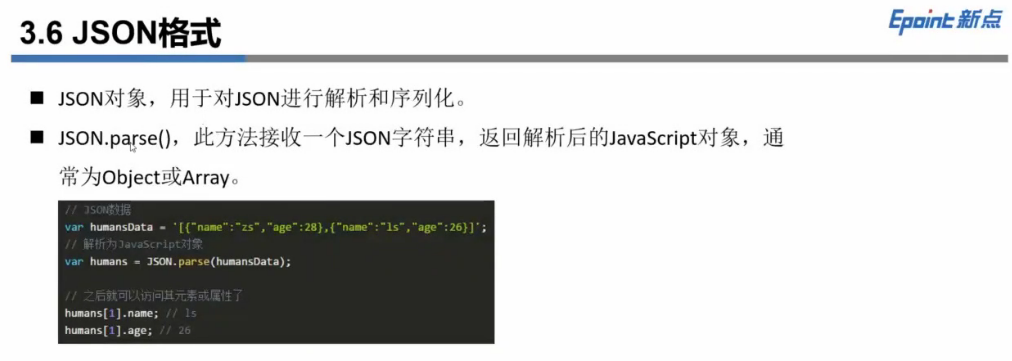 3.6 JSON格式
Epoint 新点
■ JSON对象，用于对JSON进行解析和序列化。
■ JSON.parse()，此方法接收一个JSON字符串，返回解析后的JavaScript对象，通
常为Object或Array。
// JSON数据
var humansData = '[{"name":"zs","age":28},{"name":"ls","age":26}]';
// 解析为JavaScript对象
var humans = JSON.parse(humansData);
// 之后就可以访问其元素或属性了
humans[1].name; // ls
humans[1].age; // 26